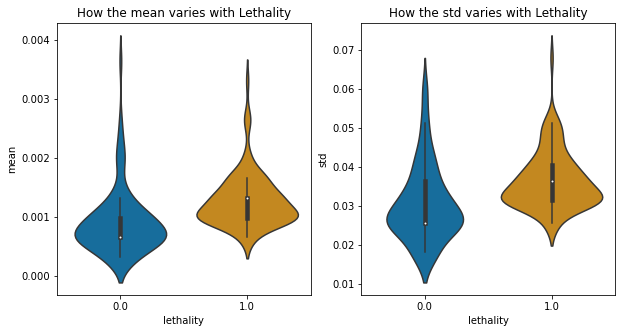 How the mean varies with Lethality
mean
0.004
0.003
0.002
0.001
0.000
0.0
1.0
lethality
How the std varies with Lethality
std
0.07
0.06
0.05
0.04
0.03
0.02
0.01
0.0
1.0
lethality